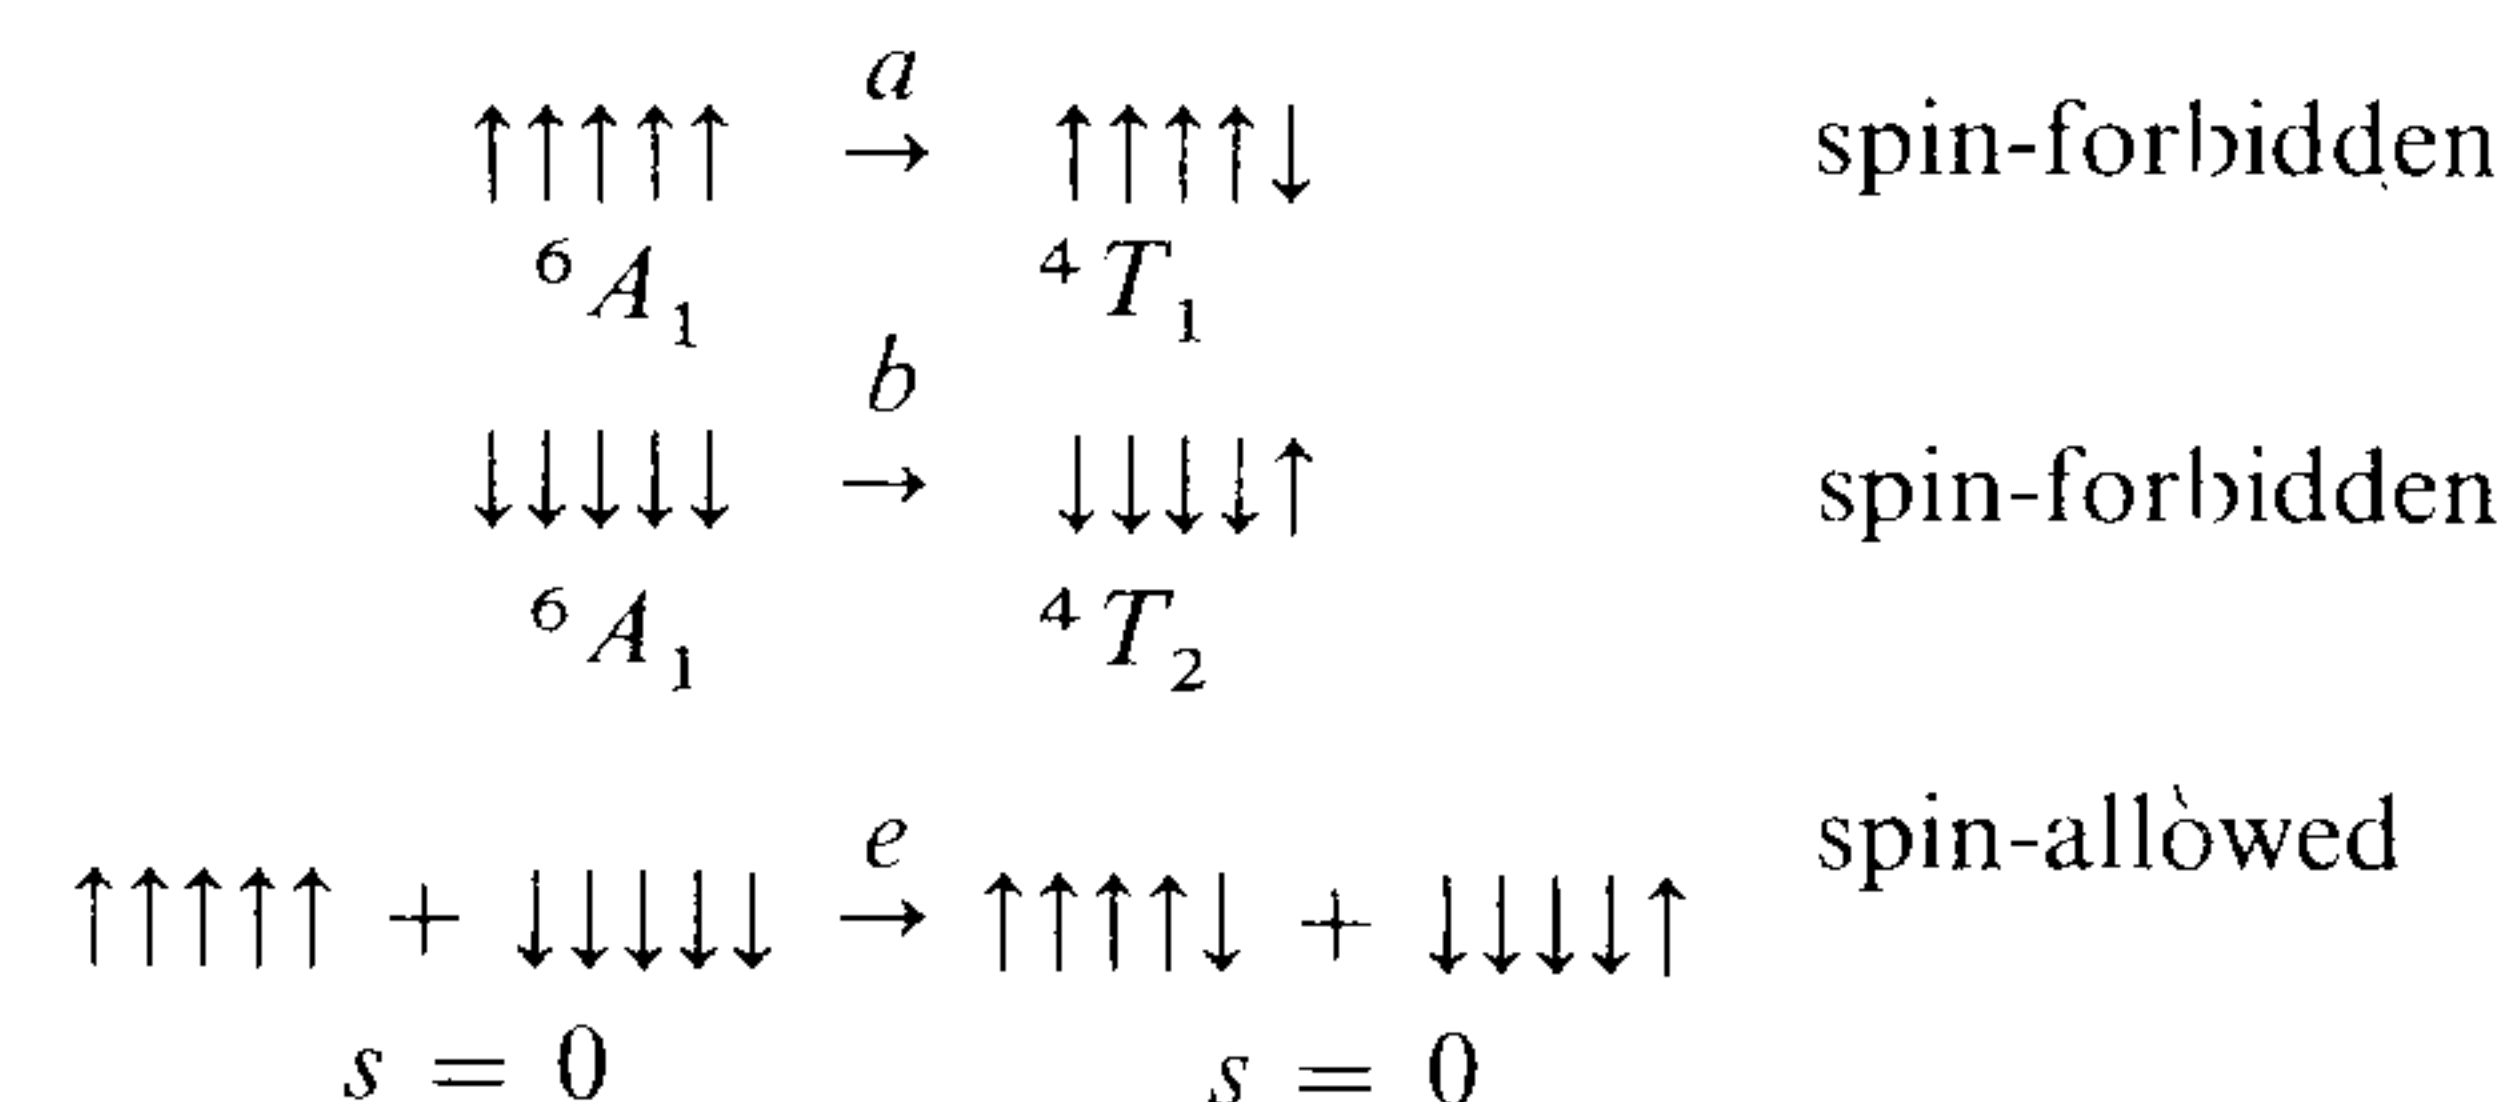 a
↑↑↑↑↑ → ↑↑↑↑↓ spin-forbidden
⁶A₁ ⁴T₁
b
↓↓↓↓↓ → ↓↓↓↓↑ spin-forbidden
⁶A₁ ⁴T₂
e
↑↑↑↑↑ + ↓↓↓↓↓ → ↑↑↑↑↓ + ↓↓↓↓↑ spin-allowed
s = 0 s = 0